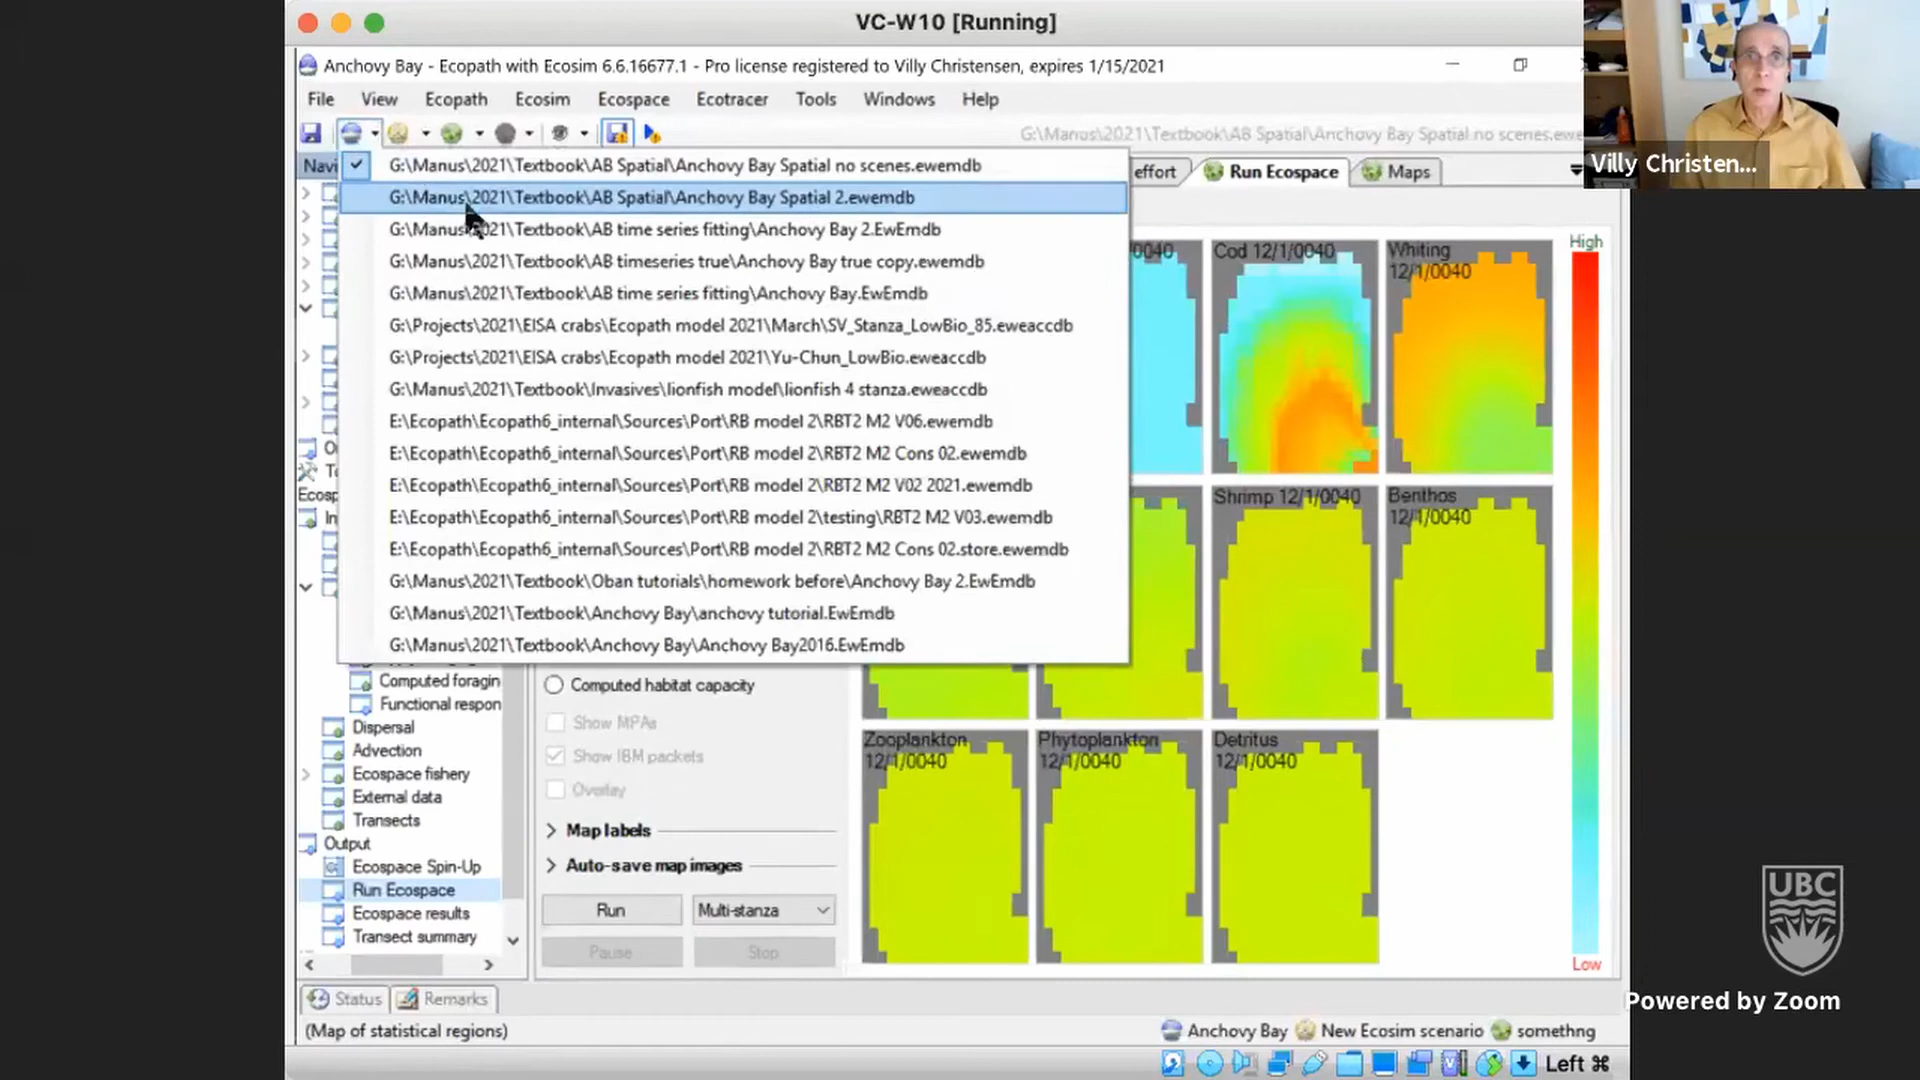 VC-W10 [Running]
Anchovy Bay - Ecopath with Ecosim 6.6.16677.1 - Pro license registered to Villy Christensen, expires 1/15/2021
File View Ecopath Ecosim Ecospace Ecotracer Tools Windows Help
G:\Manus\2021\Textbook\AB Spatial\Anchovy Bay Spatial no scenes.ewe
Navi
G:\Manus\2021\Textbook\AB Spatial\Anchovy Bay Spatial no scenes.ewemdb
G:\Manus\2021\Textbook\AB Spatial\Anchovy Bay Spatial 2.ewemdb
G:\Manus\2021\Textbook\AB time series fitting\Anchovy Bay 2.EwEmdb
G:\Manus\2021\Textbook\AB timeseries true\Anchovy Bay true copy.ewemdb
G:\Manus\2021\Textbook\AB time series fitting\Anchovy Bay.EwEmdb
G:\Projects\2021\EISA crabs\Ecopath model 2021\March\SV_Stanza_LowBio_85.eweaccdb
G:\Projects\2021\EISA crabs\Ecopath model 2021\Yu-Chun_LowBio.eweaccdb
G:\Manus\2021\Textbook\Invasives\lionfish model\lionfish 4 stanza.eweaccdb
E:\Ecopath\Ecopath6_internal\Sources\Port\RB model 2\RBT2 M2 V06.ewemdb
E:\Ecopath\Ecopath6_internal\Sources\Port\RB model 2\RBT2 M2 Cons 02.ewemdb
E:\Ecopath\Ecopath6_internal\Sources\Port\RB model 2\RBT2 M2 V02 2021.ewemdb
E:\Ecopath\Ecopath6_internal\Sources\Port\RB model 2\testing\RBT2 M2 V03.ewemdb
E:\Ecopath\Ecopath6_internal\Sources\Port\RB model 2\RBT2 M2 Cons 02.store.ewemdb
G:\Manus\2021\Textbook\Oban tutorials\homework before\Anchovy Bay 2.EwEmdb
G:\Manus\2021\Textbook\Anchovy Bay\anchovy tutorial.EwEmdb
G:\Manus\2021\Textbook\Anchovy Bay\Anchovy Bay2016.EwEmdb
effort
Run Ecospace
Maps
/0040
Cod 12/1/0040
Whiting
12/1/0040
High
Shrimp 12/1/0040
Benthos
12/1/0040
Zooplankton
12/1/0040
Phytoplankton
12/1/0040
Detritus
12/1/0040
Low
Ecosp
Computed foragin
Functional respon
Dispersal
Advection
Ecospace fishery
External data
Transects
Output
Ecospace Spin-Up
Run Ecospace
Ecospace results
Transect summary
Computed habitat capacity
Show MPAs
Show IBM packets
Overlay
Map labels
Auto-save map images
Run
Multi-stanza
Pause
Stop
Status
Remarks
(Map of statistical regions)
Anchovy Bay
New Ecosim scenario
somethng
Left ⌘
Villy Christen...
UBC
Powered by Zoom